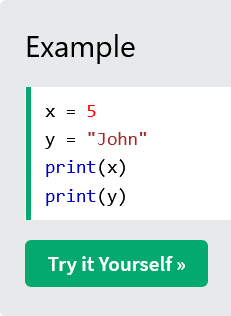 Example
x = 5
y = "John"
print(x)
print(y)
Try it Yourself »